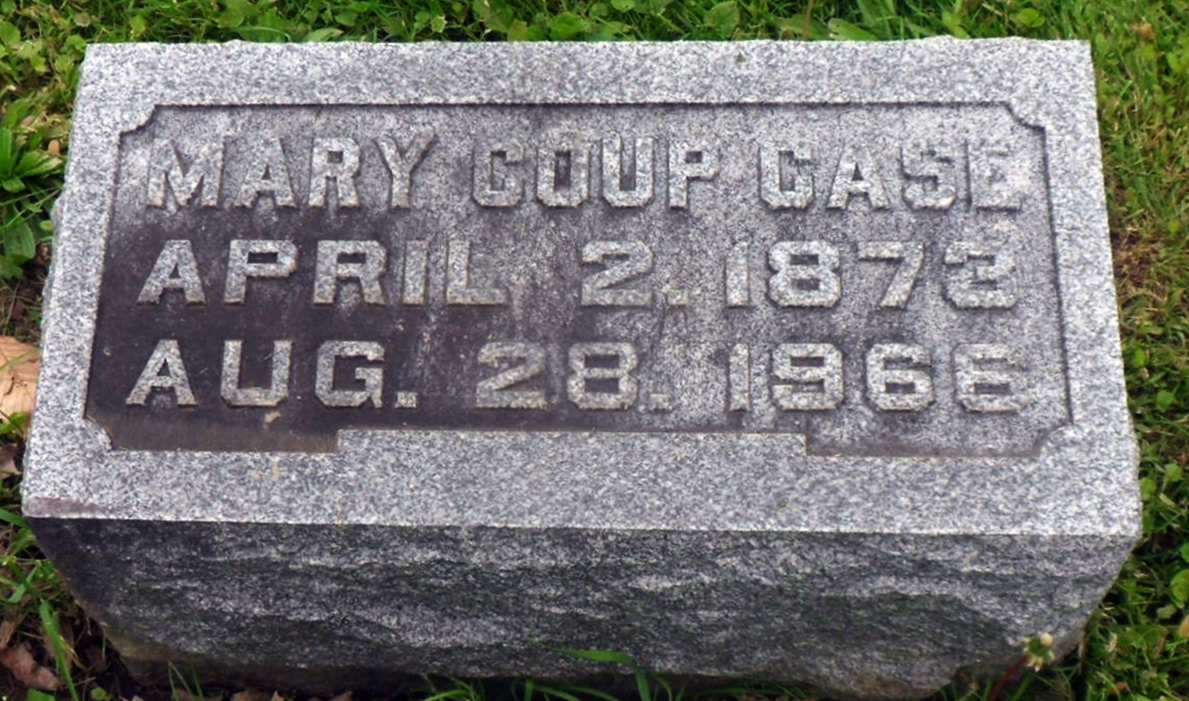 MARY COUP CASE
APRIL 2. 1873
AUG. 28. 1966